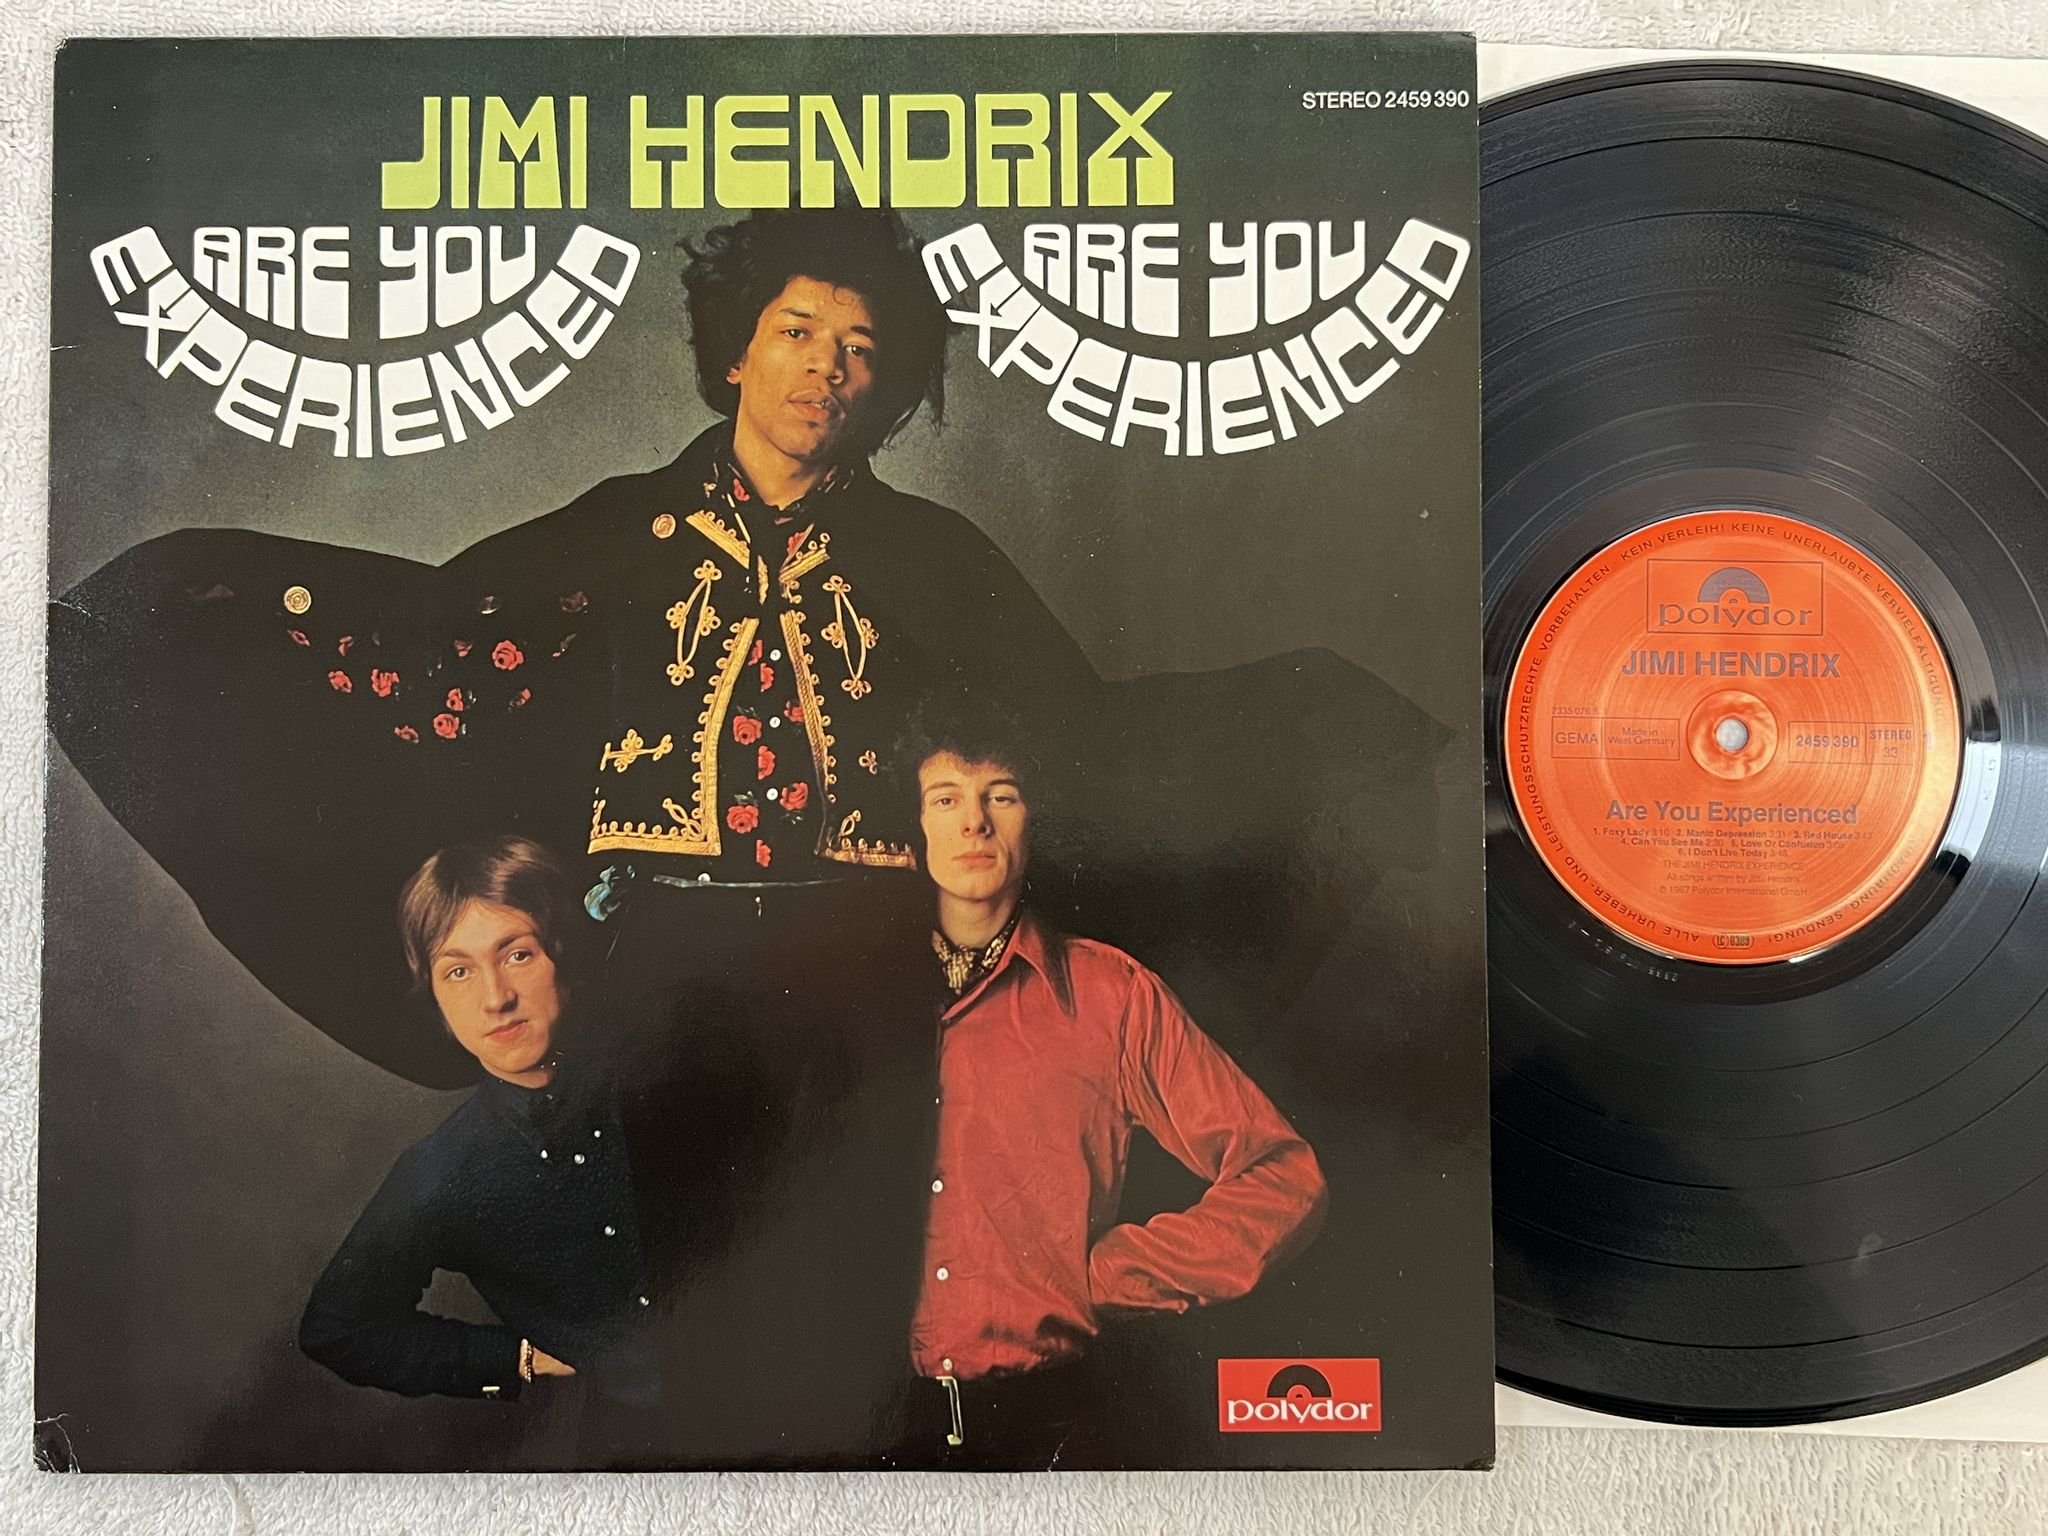 JIMI HENDRIX
STEREO 2459 390
ARE YOU
EXPERIENCED
ARE YOU
EXPERIENCED
polydor
KEIN VERLEIH! KEINE UNERLAUBTE VERVIELFÄLTIGUNG
SENDUNG!
ALLE URHEBER- UND LEISTUNGSSCHUTZRECHTE VORBEHALTEN
polydor
JIMI HENDRIX
GEMA
Made in
West Germany
2459 390
STEREO
33
1
Are You Experienced
1. Foxy Lady 3:10 2. Manic Depression 3:31 3. Red House 3:45
4. Can You See Me 2:30 5. Love Or Confusion 3:05
6. I Don't Live Today 3:48
THE JIMI HENDRIX EXPERIENCE
All songs written by Jimi Hendrix
℗ 1967 Polydor International GmbH
LC 0309